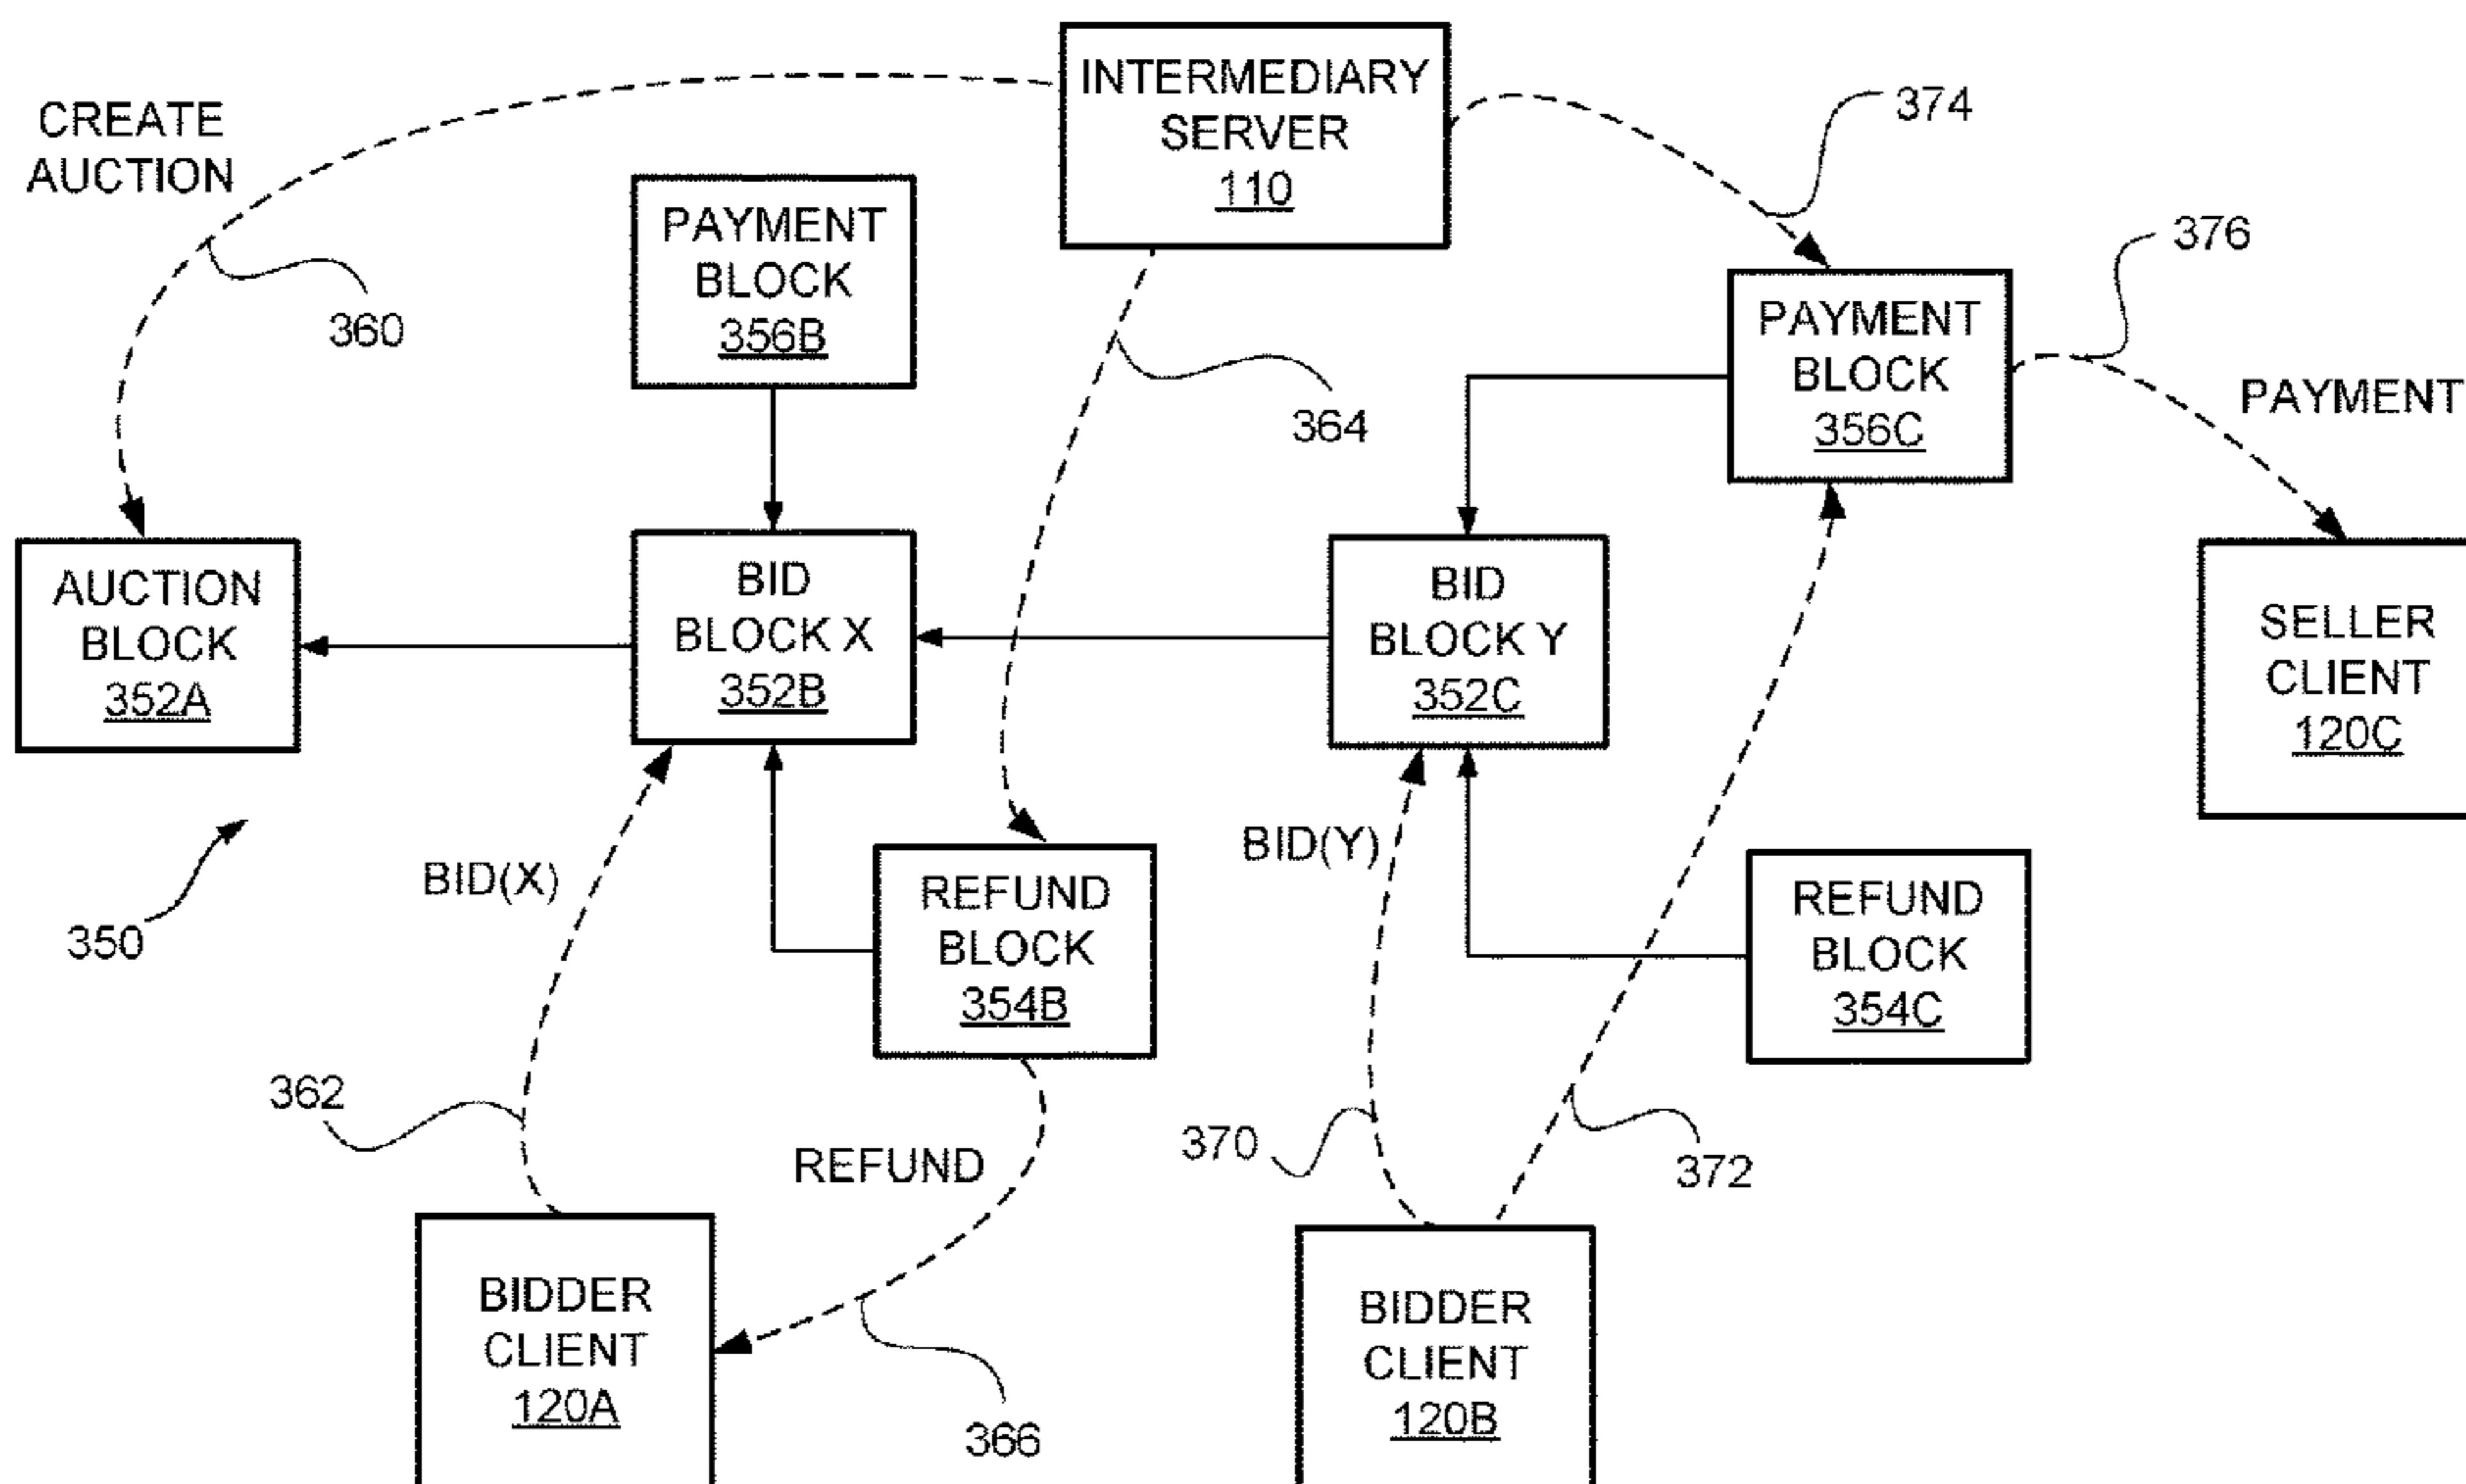 INTERMEDIARY
SERVER
110
CREATE
AUCTION
374
PAYMENT
BLOCK
356B
376
360
PAYMENT
BLOCK
356C
364
PAYMENT
AUCTION
BLOCK
352A
BID
BLOCK X
352B
BID
BLOCK Y
352C
SELLER
CLIENT
120C
350
BID(X)
BID(Y)
REFUND
BLOCK
354B
REFUND
BLOCK
354C
362
REFUND
370
372
BIDDER
CLIENT
120A
366
BIDDER
CLIENT
120B